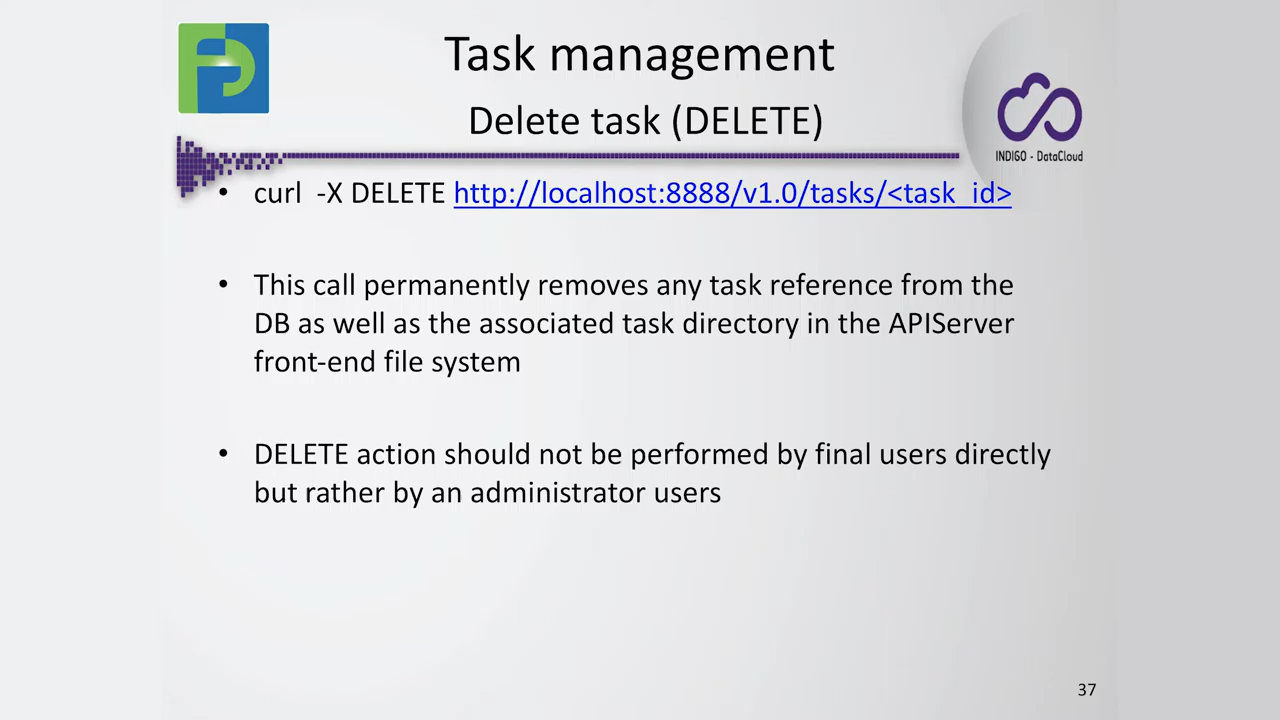 Task management
Delete task (DELETE)
INDIGO - DataCloud
• curl -X DELETE http://localhost:8888/v1.0/tasks/<task_id>
• This call permanently removes any task reference from the
DB as well as the associated task directory in the APIServer
front-end file system
• DELETE action should not be performed by final users directly
but rather by an administrator users
37